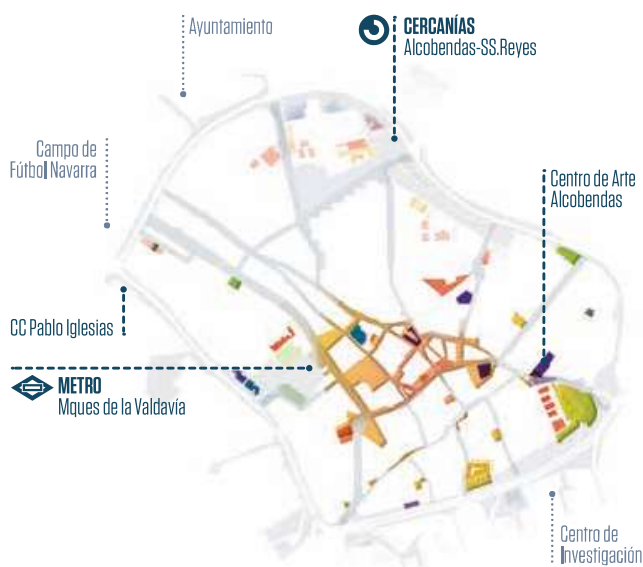 Ayuntamiento
CERCANÍAS
Alcobendas-SS.Reyes
Campo de
Fútbol Navarra
Centro de Arte
Alcobendas
CC Pablo Iglesias
METRO
Mques de la Valdavía
Centro de
Investigación